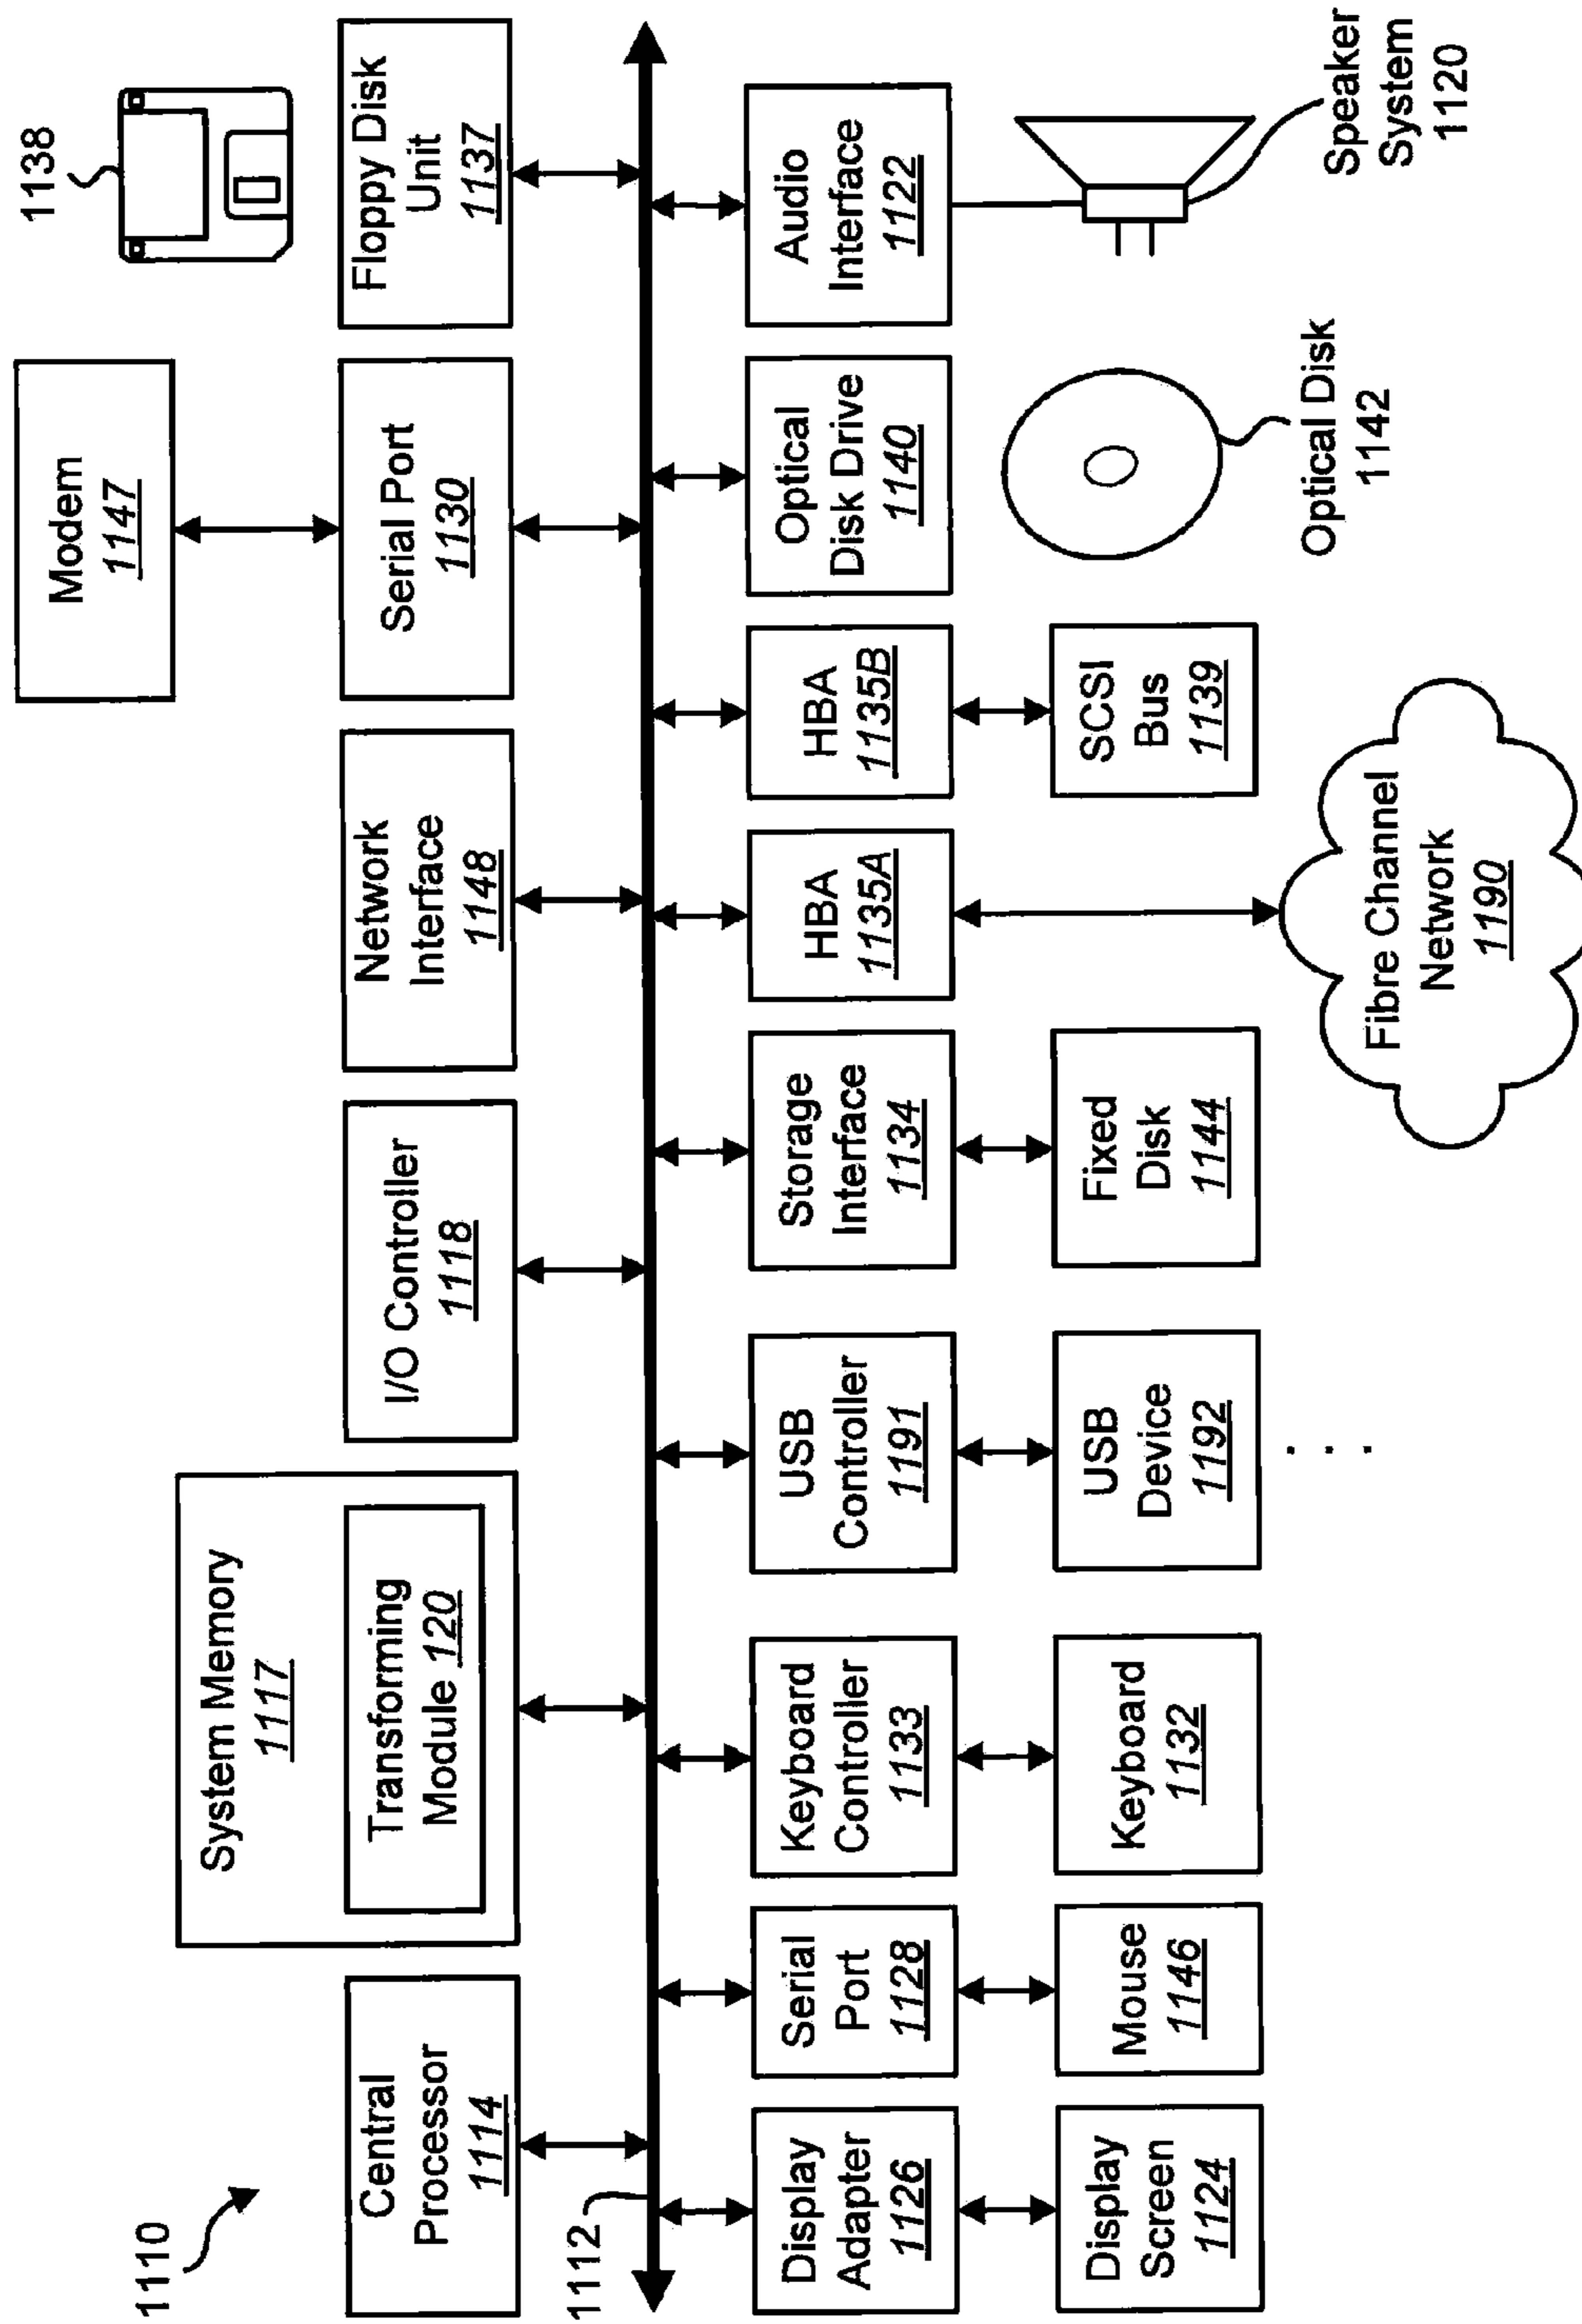 1110
Central
Processor
1114
System Memory
1117
Transforming
Module 120
I/O Controller
1118
Network
Interface
1148
Modem
1147
Serial Port
1130
1138
Floppy Disk
Unit
1137
1112
Display
Adapter
1126
Serial
Port
1128
Keyboard
Controller
1133
USB
Controller
1191
Storage
Interface
1134
HBA
1135A
HBA
1135B
Optical
Disk Drive
1140
Audio
Interface
1122
Display
Screen
1124
Mouse
1146
Keyboard
1132
USB
Device
1192
. . .
Fixed
Disk
1144
Fibre Channel
Network
1190
SCSI
Bus
1139
Optical Disk
1142
Speaker
System
1120